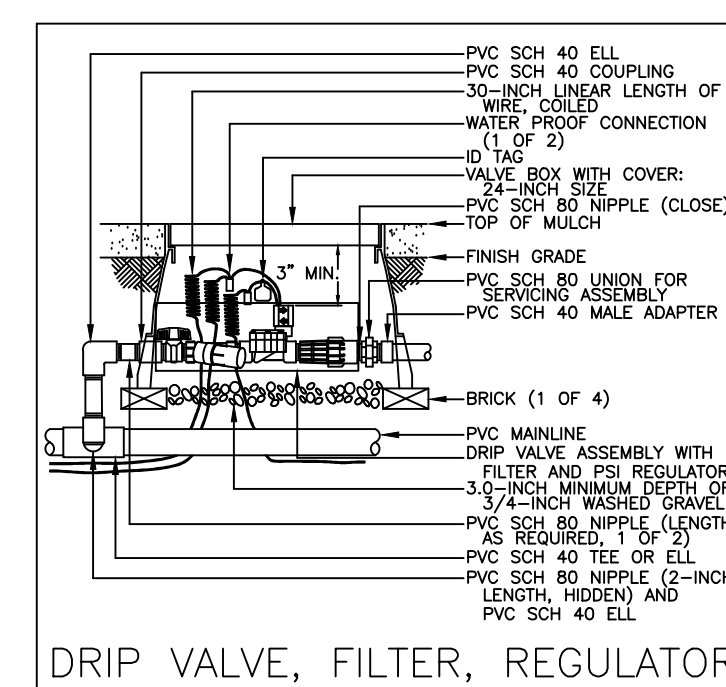 PVC SCH 40 ELL
PVC SCH 40 COUPLING
30-INCH LINEAR LENGTH OF
WIRE, COILED
WATER PROOF CONNECTION
(1 OF 2)
ID TAG
VALVE BOX WITH COVER:
24-INCH SIZE
PVC SCH 80 NIPPLE (CLOSE)
TOP OF MULCH
FINISH GRADE
3" MIN.
PVC SCH 80 UNION FOR
SERVICING ASSEMBLY
PVC SCH 40 MALE ADAPTER
BRICK (1 OF 4)
PVC MAINLINE
DRIP VALVE ASSEMBLY WITH
FILTER AND PSI REGULATOR
3.0-INCH MINIMUM DEPTH OF
3/4-INCH WASHED GRAVEL
PVC SCH 80 NIPPLE (LENGTH
AS REQUIRED, 1 OF 2)
PVC SCH 40 TEE OR ELL
PVC SCH 80 NIPPLE (2-INCH
LENGTH, HIDDEN) AND
PVC SCH 40 ELL
DRIP VALVE, FILTER, REGULATOR